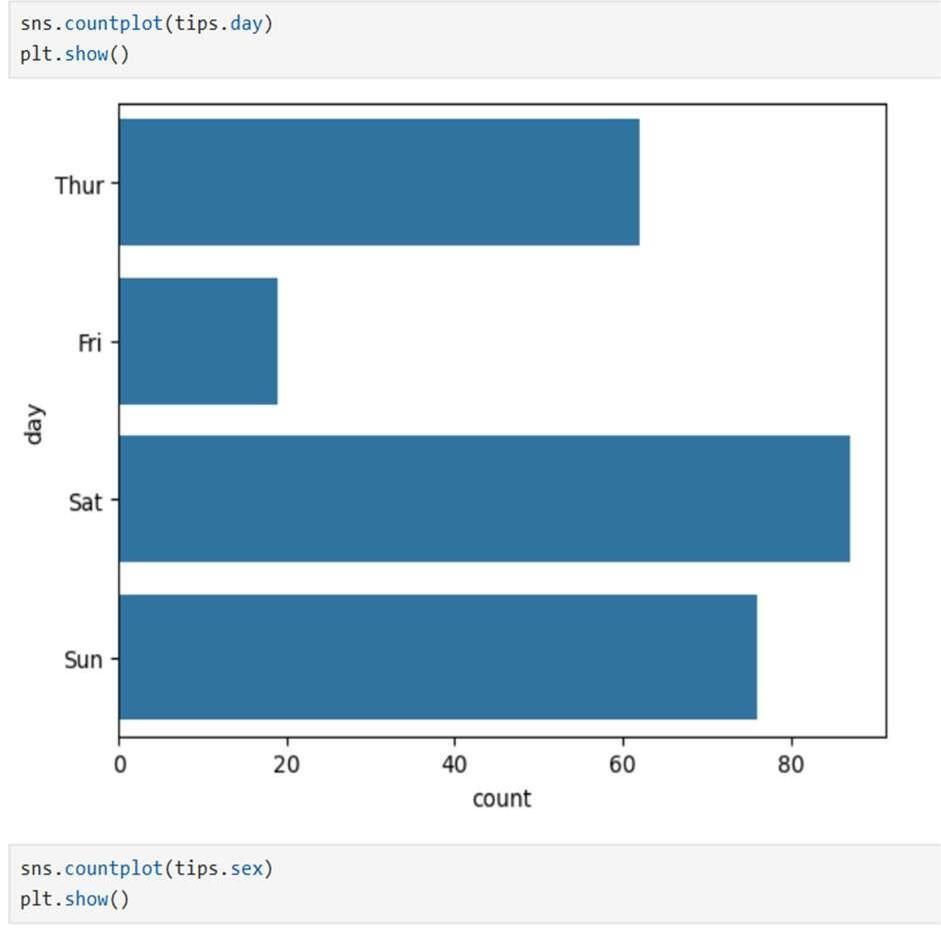 sns.countplot(tips.day)
plt.show()
Thur
Fri
day
Sat
Sun
0 20 40 60 80
count
sns.countplot(tips.sex)
plt.show()